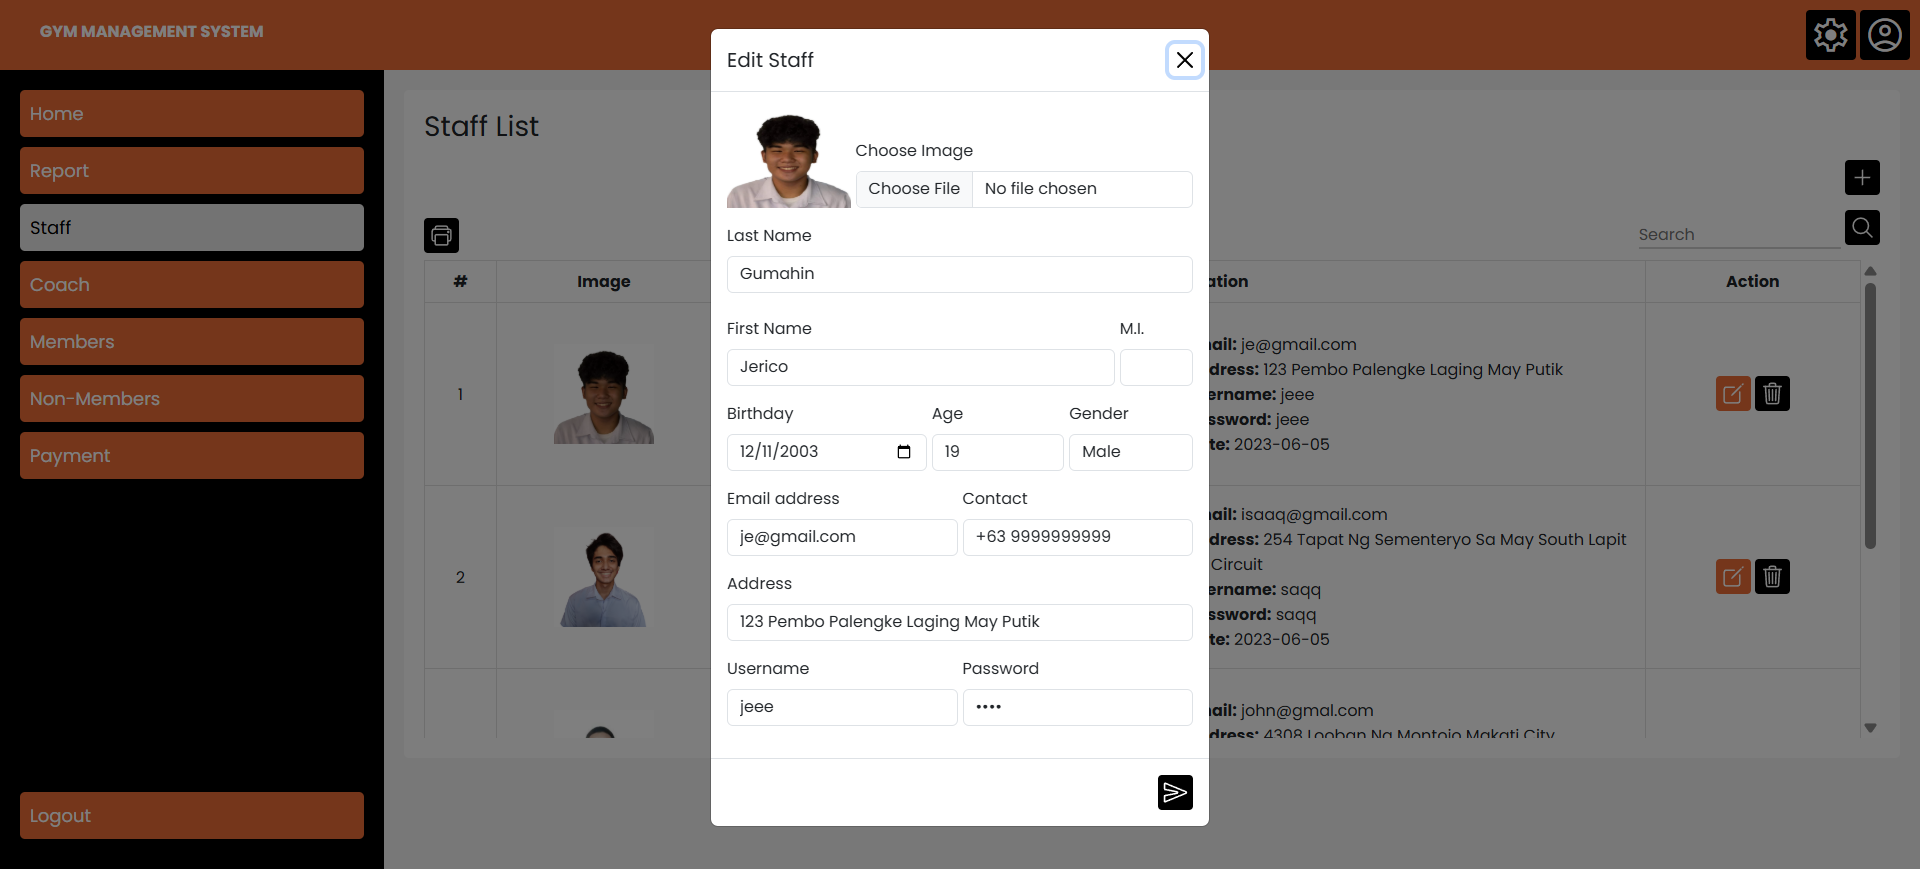 GYM MANAGEMENT SYSTEM
Home
Report
Staff
Coach
Members
Non-Members
Payment
Logout
Staff List
Search
#
Image
ation
Action
1
ail: je@gmail.com
dress: 123 Pembo Palengke Laging May Putik
ername: jeee
ssword: jeee
te: 2023-06-05
2
ail: isaaq@gmail.com
dress: 254 Tapat Ng Sementeryo Sa May South Lapit
Circuit
ername: saqq
ssword: saqq
te: 2023-06-05
ail: john@gmal.com
dress: 4308 Looban Ng Montojo Makati City
Edit Staff
Choose Image
Choose File No file chosen
Last Name
Gumahin
First Name M.I.
Jerico
Birthday Age Gender
12/11/2003 19 Male
Email address Contact
je@gmail.com +63 9999999999
Address
123 Pembo Palengke Laging May Putik
Username Password
jeee ••••